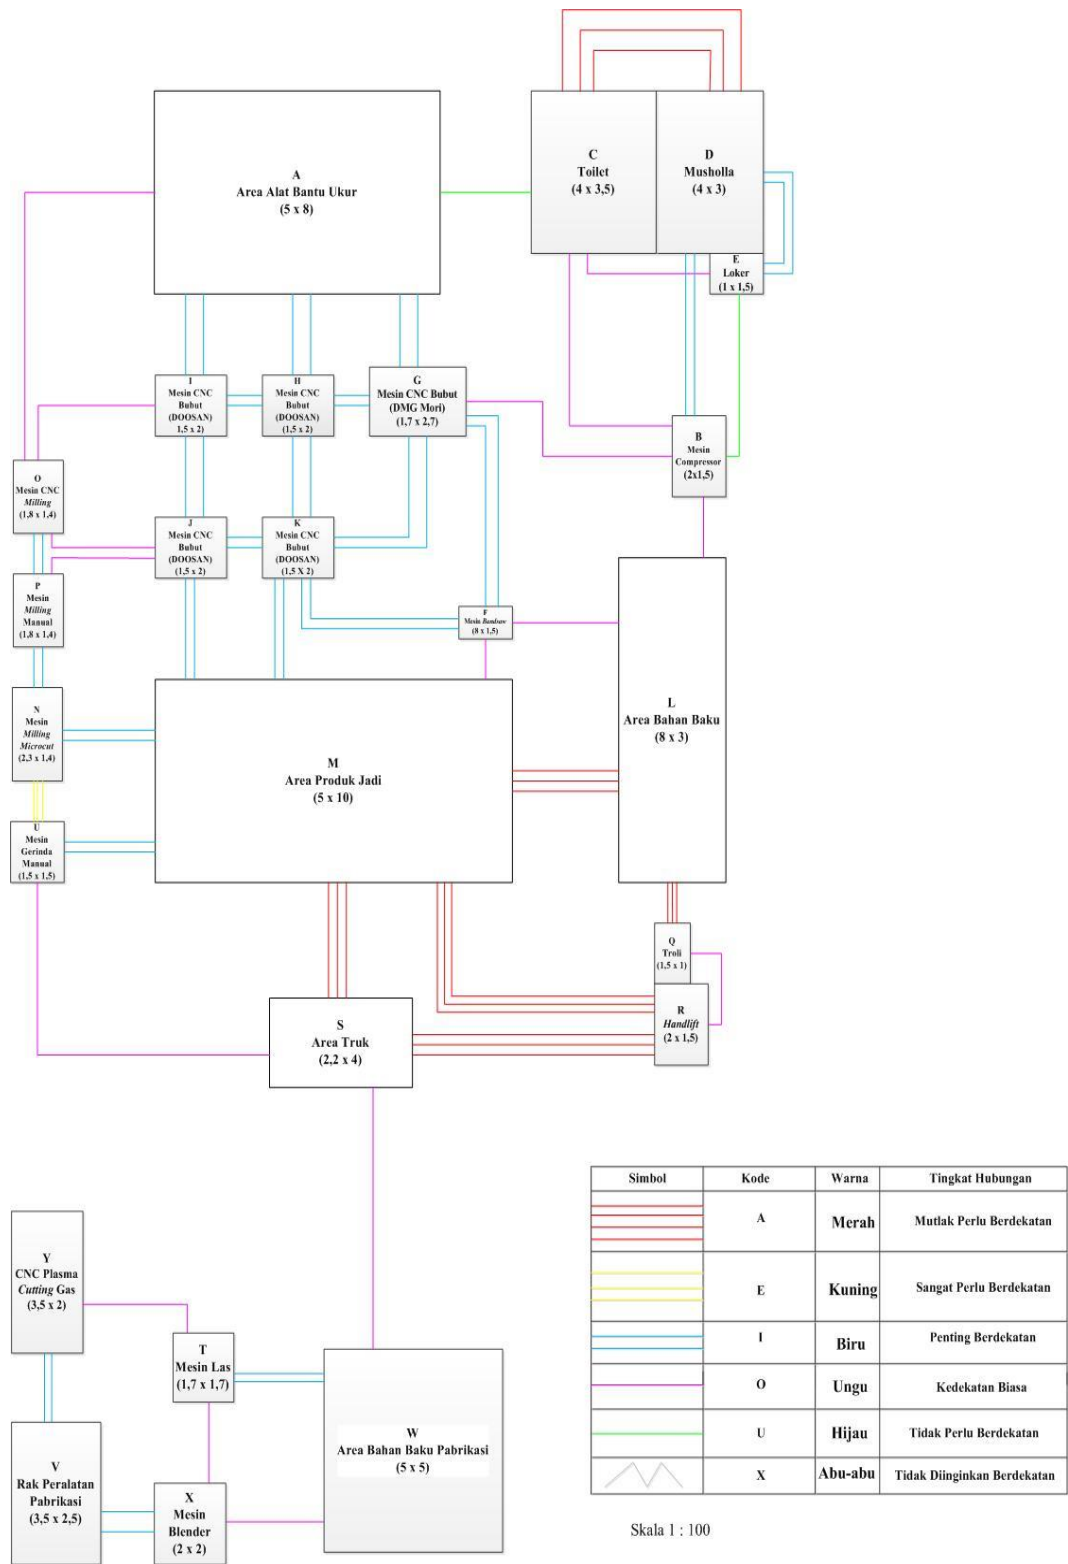 A
Area Alat Bantu Ukur
(5 x 8)
C
Toilet
(4 x 3,5)
D
Musholla
(4 x 3)
E
Loker
(1 x 1,5)
I
Mesin CNC
Bubut
(DOOSAN)
1,5 x 2)
H
Mesin CNC
Bubut
(DOOSAN)
(1,5 x 2)
G
Mesin CNC Bubut
(DMG Mori)
(1,7 x 2,7)
B
Mesin
Compressor
(2x1,5)
O
Mesin CNC
Milling
(1,8 x 1,4)
J
Mesin CNC
Bubut
(DOOSAN)
(1,5 x 2)
K
Mesin CNC
Bubut
(DOOSAN)
(1,5 X 2)
P
Mesin
Milling
Manual
(1,8 x 1,4)
F
Mesin Bandsaw
(8 x 1,5)
L
Area Bahan Baku
(8 x 3)
N
Mesin
Milling
Microcut
(2,3 x 1,4)
M
Area Produk Jadi
(5 x 10)
U
Mesin
Gerinda
Manual
(1,5 x 1,5)
Q
Troli
(1,5 x 1)
R
Handlift
(2 x 1,5)
S
Area Truk
(2,2 x 4)
Y
CNC Plasma
Cutting Gas
(3,5 x 2)
T
Mesin Las
(1,7 x 1,7)
W
Area Bahan Baku Pabrikasi
(5 x 5)
V
Rak Peralatan
Pabrikasi
(3,5 x 2,5)
X
Mesin
Blender
(2 x 2)
Simbol Kode Warna Tingkat Hubungan
A Merah Mutlak Perlu Berdekatan
E Kuning Sangat Perlu Berdekatan
I Biru Penting Berdekatan
O Ungu Kedekatan Biasa
U Hijau Tidak Perlu Berdekatan
X Abu-abu Tidak Diinginkan Berdekatan
Skala 1 : 100